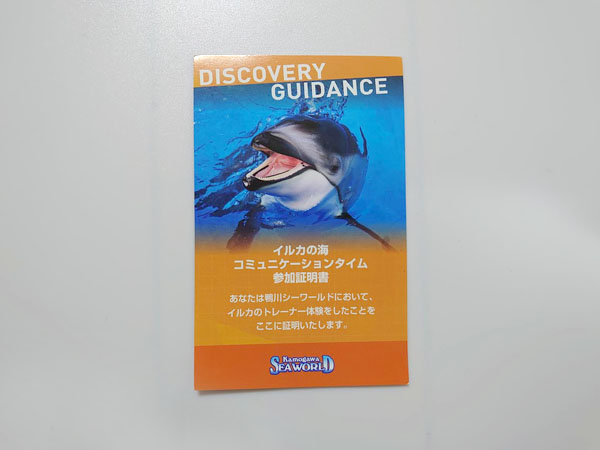 DISCOVERY
GUIDANCE
イルカの海
コミュニケーションタイム
参加証明書
あなたは鴨川シーワールドにおいて、
イルカのトレーナー体験をしたことを
ここに証明いたします。
Kamogawa
SEAWORLD